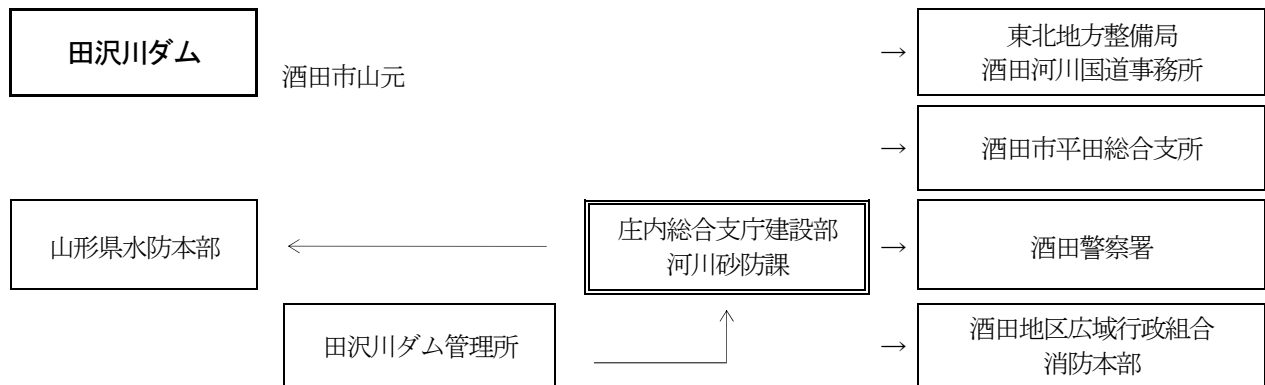 田沢川ダム
酒田市山元
→
東北地方整備局
酒田河川国道事務所
→
酒田市平田総合支所
山形県水防本部
庄内総合支庁建設部
河川砂防課
→
酒田警察署
田沢川ダム管理所
→
酒田地区広域行政組合
消防本部